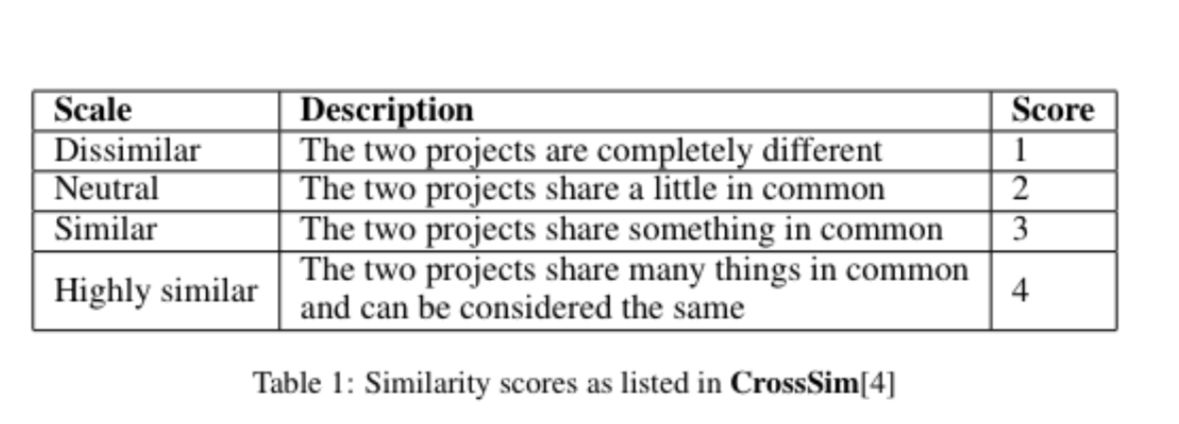 Scale Description Score
Dissimilar The two projects are completely different 1
Neutral The two projects share a little in common 2
Similar The two projects share something in common 3
Highly similar The two projects share many things in common and can be considered the same 4
Table 1: Similarity scores as listed in CrossSim[4]